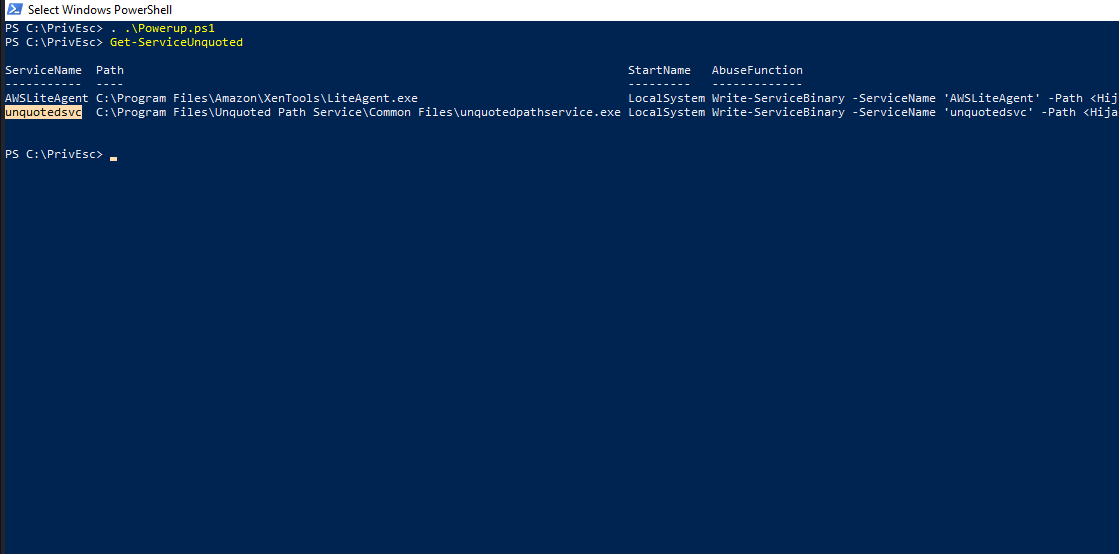 Select Windows PowerShell
PS C:\PrivEsc> . .\Powerup.ps1
PS C:\PrivEsc> Get-ServiceUnquoted
ServiceName Path StartName AbuseFunction
----------- ---- --------- -------------
AWSLiteAgent C:\Program Files\Amazon\XenTools\LiteAgent.exe LocalSystem Write-ServiceBinary -ServiceName 'AWSLiteAgent' -Path <Hij
unquotedsvc C:\Program Files\Unquoted Path Service\Common Files\unquotedpathservice.exe LocalSystem Write-ServiceBinary -ServiceName 'unquotedsvc' -Path <Hija
PS C:\PrivEsc>